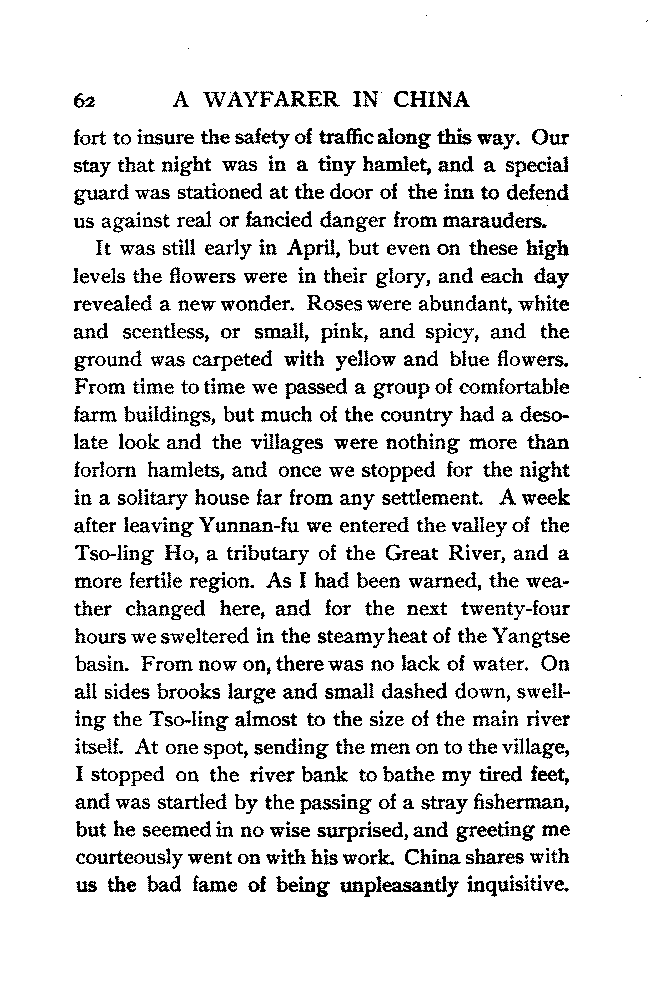 62 A WAYFARER IN CHINA
fort to insure the safety of traffic along this way. Our
stay that night was in a tiny hamlet, and a special
guard was stationed at the door of the inn to defend
us against real or fancied danger from marauders.
It was still early in April, but even on these high
levels the flowers were in their glory, and each day
revealed a new wonder. Roses were abundant, white
and scentless, or small, pink, and spicy, and the
ground was carpeted with yellow and blue flowers.
From time to time we passed a group of comfortable
farm buildings, but much of the country had a deso-
late look and the villages were nothing more than
forlorn hamlets, and once we stopped for the night
in a solitary house far from any settlement. A week
after leaving Yunnan-fu we entered the valley of the
Tso-ling Ho, a tributary of the Great River, and a
more fertile region. As I had been warned, the wea-
ther changed here, and for the next twenty-four
hours we sweltered in the steamy heat of the Yangtse
basin. From now on, there was no lack of water. On
all sides brooks large and small dashed down, swell-
ing the Tso-ling almost to the size of the main river
itself. At one spot, sending the men on to the village,
I stopped on the river bank to bathe my tired feet,
and was startled by the passing of a stray fisherman,
but he seemed in no wise surprised, and greeting me
courteously went on with his work. China shares with
us the bad fame of being unpleasantly inquisitive.